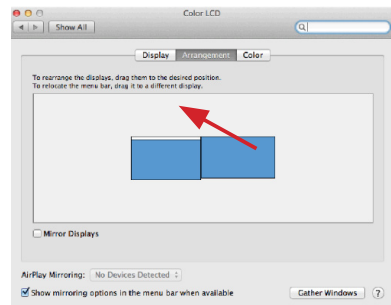 Color LCD
Show All
Display Arrangement Color
To rearrange the displays, drag them to the desired position.
To relocate the menu bar, drag it to a different display.
Mirror Displays
AirPlay Mirroring: No Devices Detected
Show mirroring options in the menu bar when available
Gather Windows ?